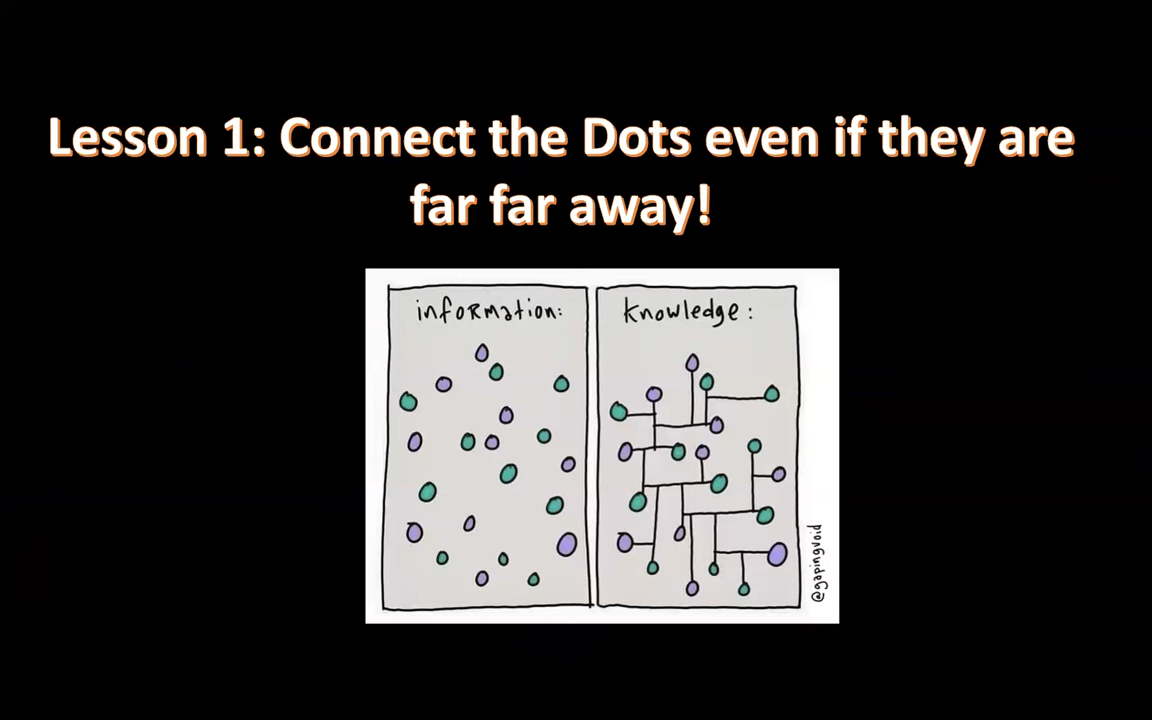 Lesson 1: Connect the Dots even if they are
far far away!
information:
knowledge:
@gapingvoid